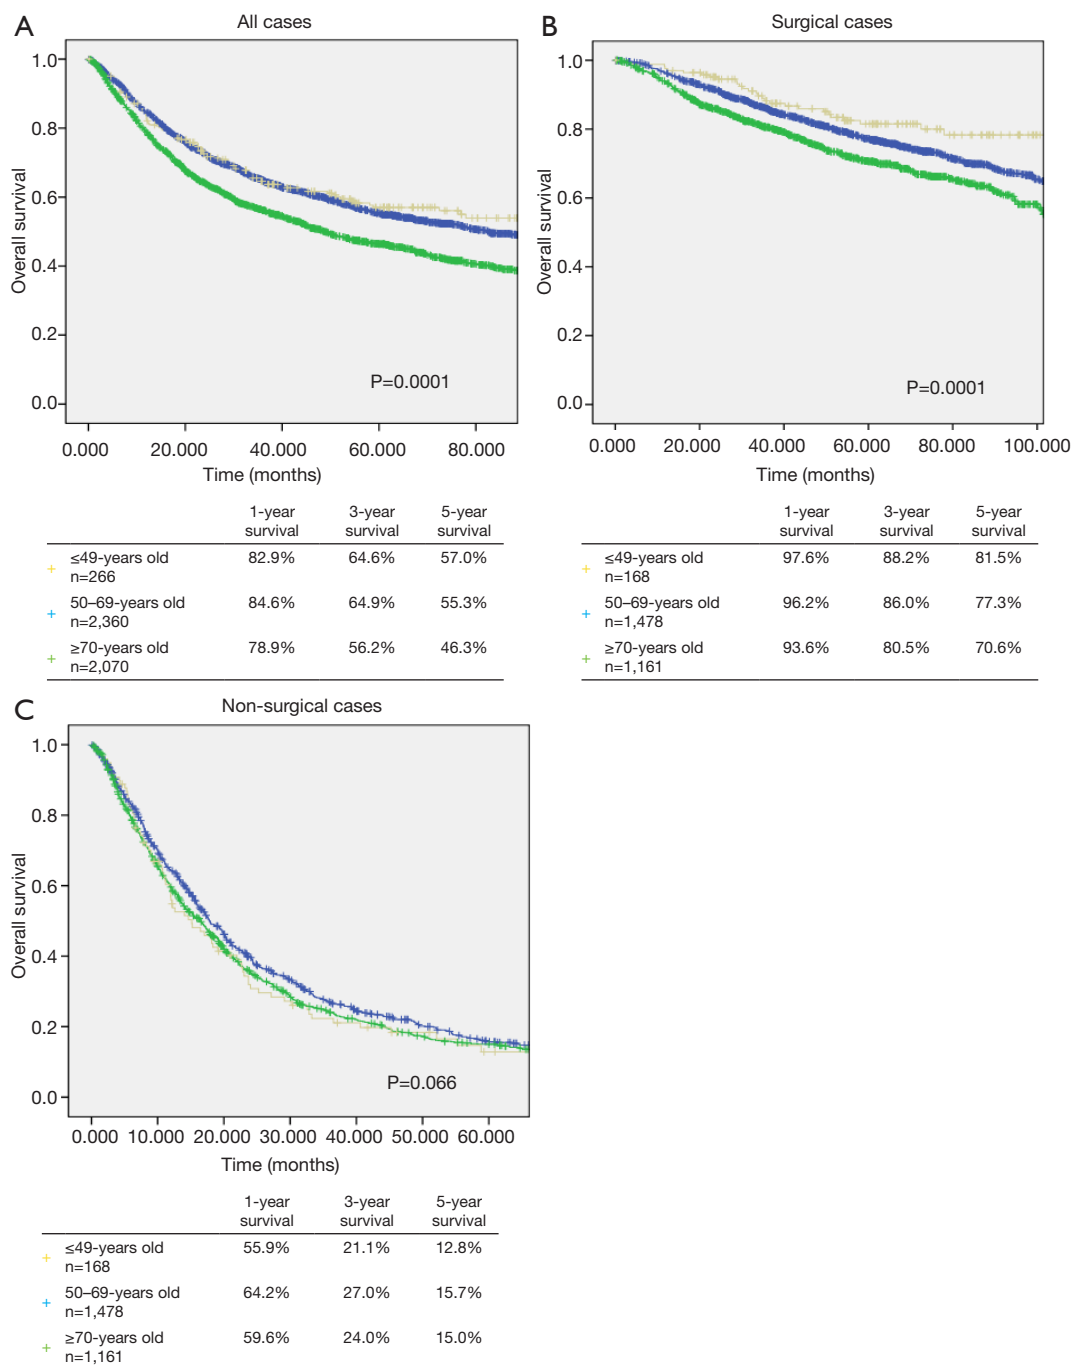 A
All cases
1.0
0.8
0.6
0.4
0.2
0.0
Overall survival
P=0.0001
0.000 20.000 40.000 60.000 80.000
Time (months)
1-year survival 3-year survival 5-year survival
≤49-years old 82.9% 64.6% 57.0%
n=266
50–69-years old 84.6% 64.9% 55.3%
n=2,360
≥70-years old 78.9% 56.2% 46.3%
n=2,070
B
Surgical cases
1.0
0.8
0.6
0.4
0.2
0.0
Overall survival
P=0.0001
0.000 20.000 40.000 60.000 80.000 100.000
Time (months)
1-year survival 3-year survival 5-year survival
≤49-years old 97.6% 88.2% 81.5%
n=168
50–69-years old 96.2% 86.0% 77.3%
n=1,478
≥70-years old 93.6% 80.5% 70.6%
n=1,161
C
Non-surgical cases
1.0
0.8
0.6
0.4
0.2
0.0
Overall survival
P=0.066
0.000 10.000 20.000 30.000 40.000 50.000 60.000
Time (months)
1-year survival 3-year survival 5-year survival
≤49-years old 55.9% 21.1% 12.8%
n=168
50–69-years old 64.2% 27.0% 15.7%
n=1,478
≥70-years old 59.6% 24.0% 15.0%
n=1,161